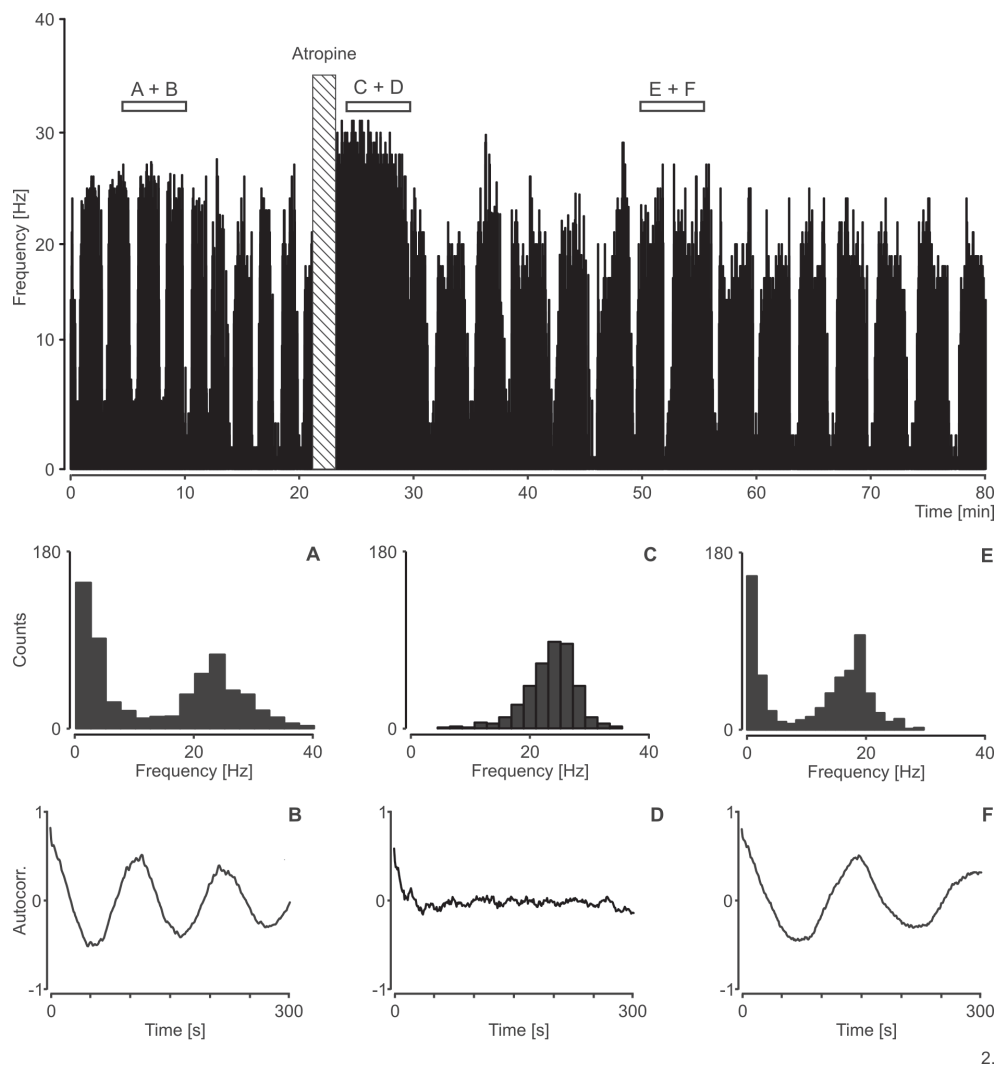 40
Atropine
A + B
C + D
E + F
30
20
10
0
Frequency [Hz]
0 10 20 30 40 50 60 70 80
Time [min]
180 A
Counts
0
0 20 40
Frequency [Hz]
180 C
0
0 20 40
Frequency [Hz]
180 E
0
0 20 40
Frequency [Hz]
1 B
Autocorr.
0
-1
0 300
Time [s]
1 D
0
-1
0 300
Time [s]
1 F
0
-1
0 300
Time [s]
2.